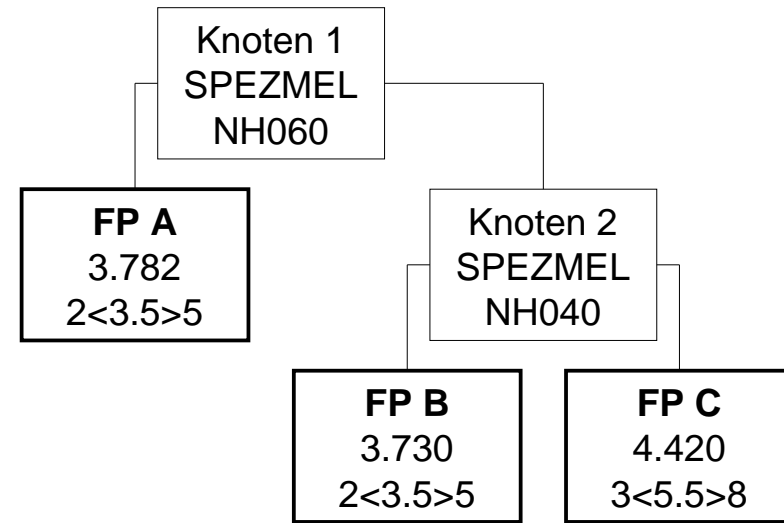 Knoten 1
SPEZMEL
NH060
FP A
3.782
2<3.5>5
Knoten 2
SPEZMEL
NH040
FP B
3.730
2<3.5>5
FP C
4.420
3<5.5>8